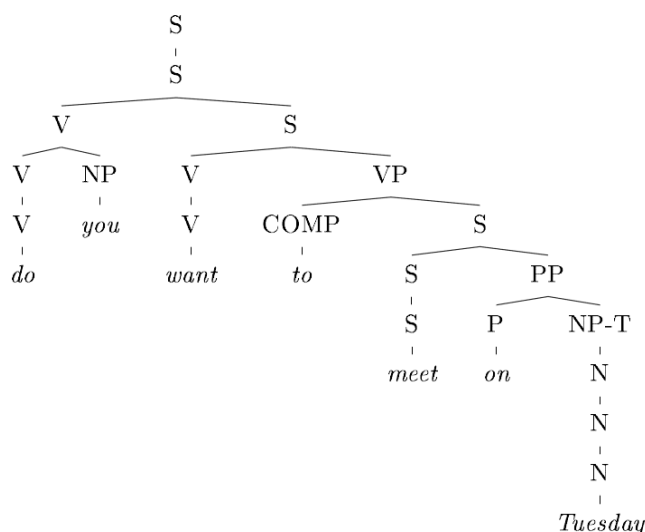 S
S
V S
V NP V VP
V you V COMP S
do want to S PP
S P NP-T
meet on N
N
N
Tuesday